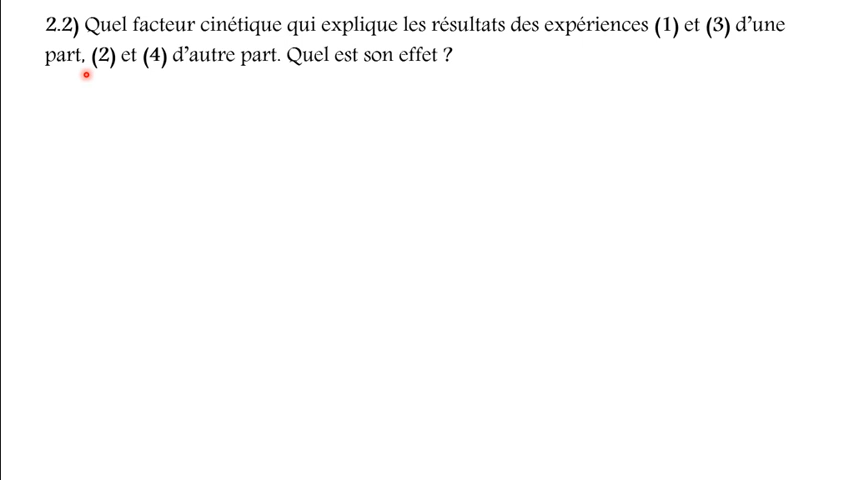 2.2) Quel facteur cinétique qui explique les résultats des expériences (1) et (3) d’une
part, (2) et (4) d’autre part. Quel est son effet ?